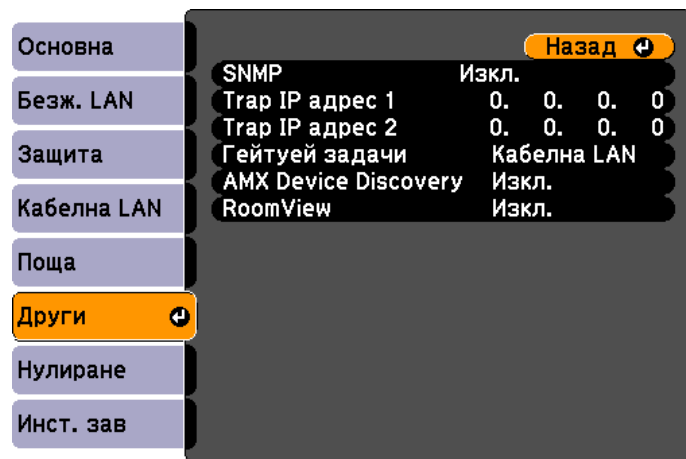 Основна
Безж. LAN
Защита
Кабелна LAN
Поща
Други
Нулиране
Инст. зав
Назад
SNMP Изкл.
Trap IP адрес 1 0. 0. 0. 0
Trap IP адрес 2 0. 0. 0. 0
Гейтуей задачи Кабелна LAN
AMX Device Discovery Изкл.
RoomView Изкл.